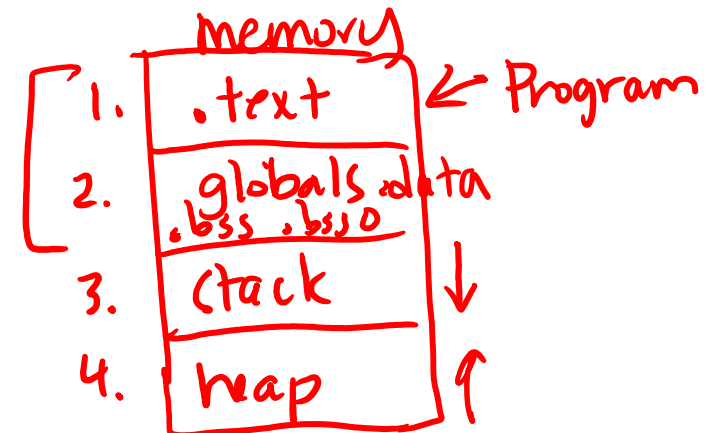 memory
1. .text ← Program
2. globals .data
.bss .bss0
3. stack ↓
4. heap ↑